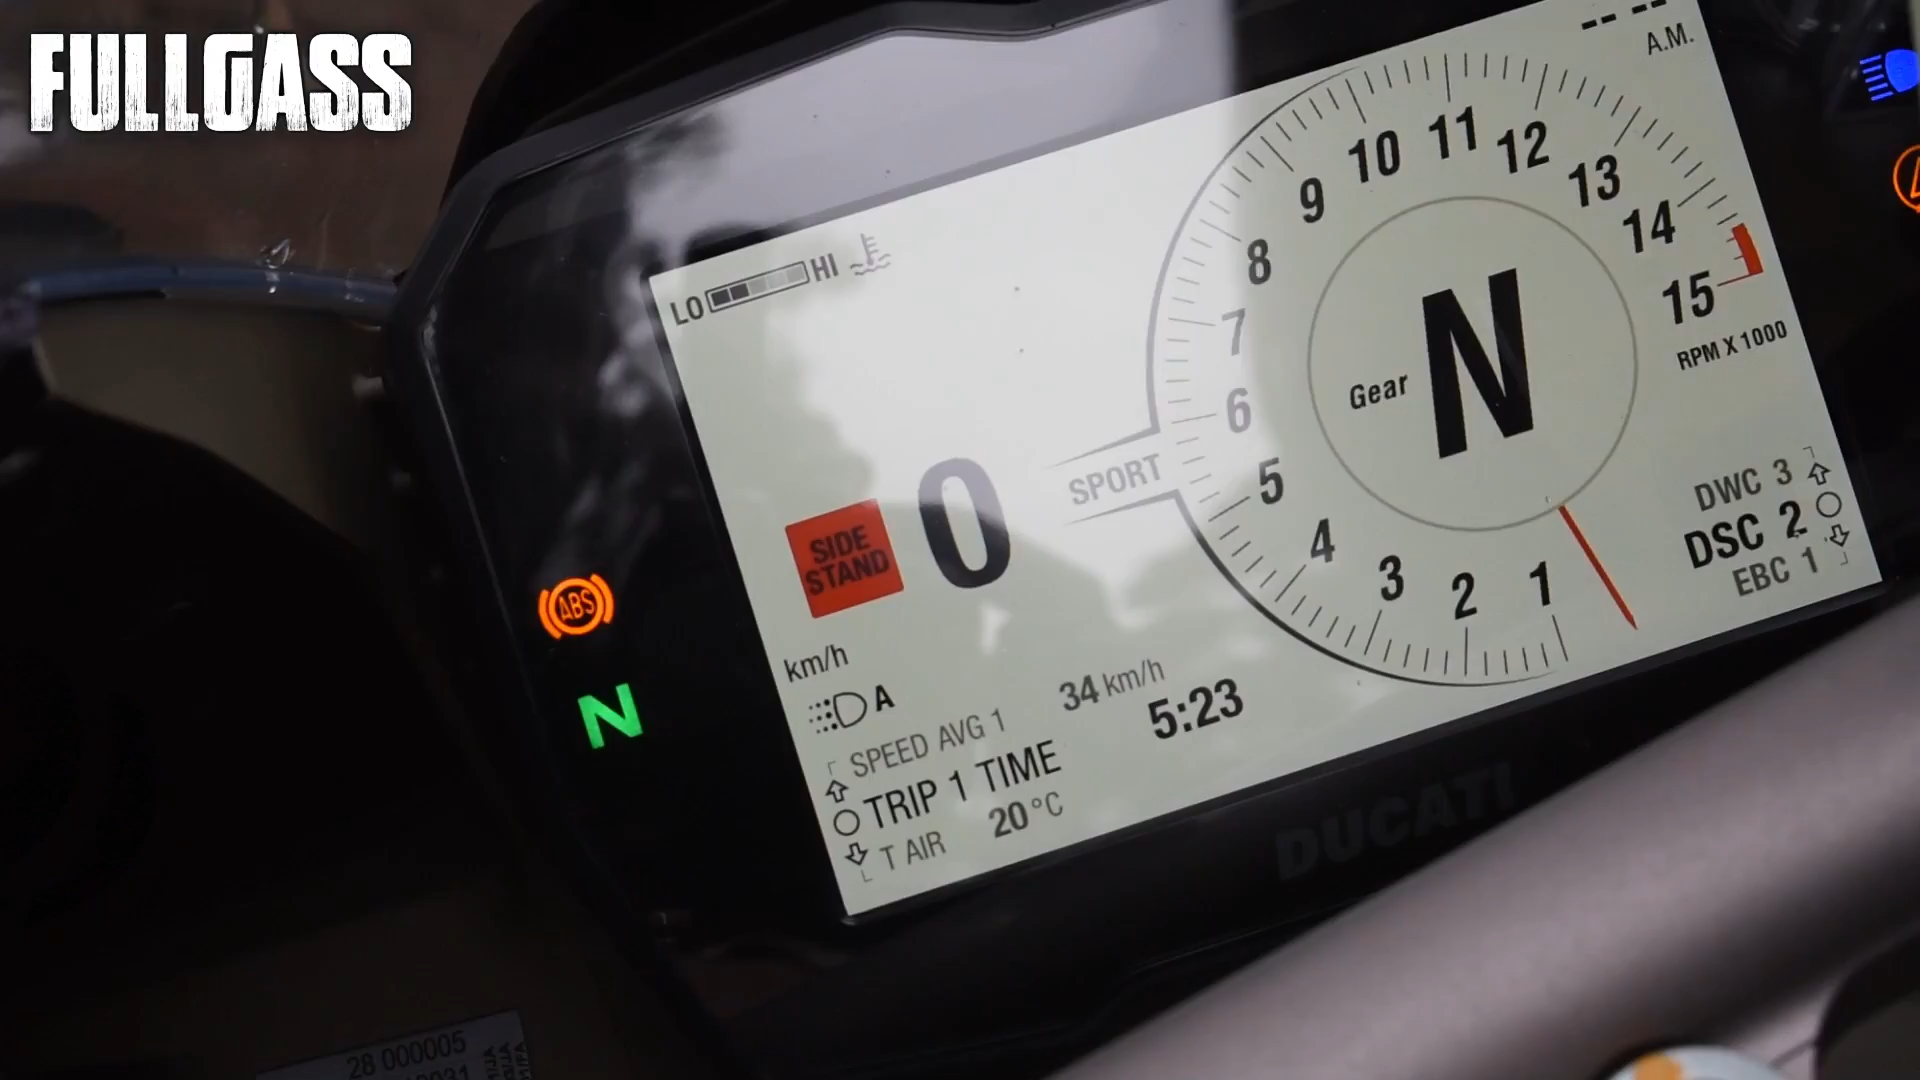 FULLGASS
-- --
A.M.
LO HI
10 11 12
9 13
8 14
7 15
RPM X 1000
6
5
4
3 2 1
Gear N
SPORT
SIDE
STAND
0
km/h
DWC 3
DSC 2
EBC 1
ABS
N
A
SPEED AVG 1 34 km/h
TRIP 1 TIME 5:23
T AIR 20 °C
DUCATI
28 000005